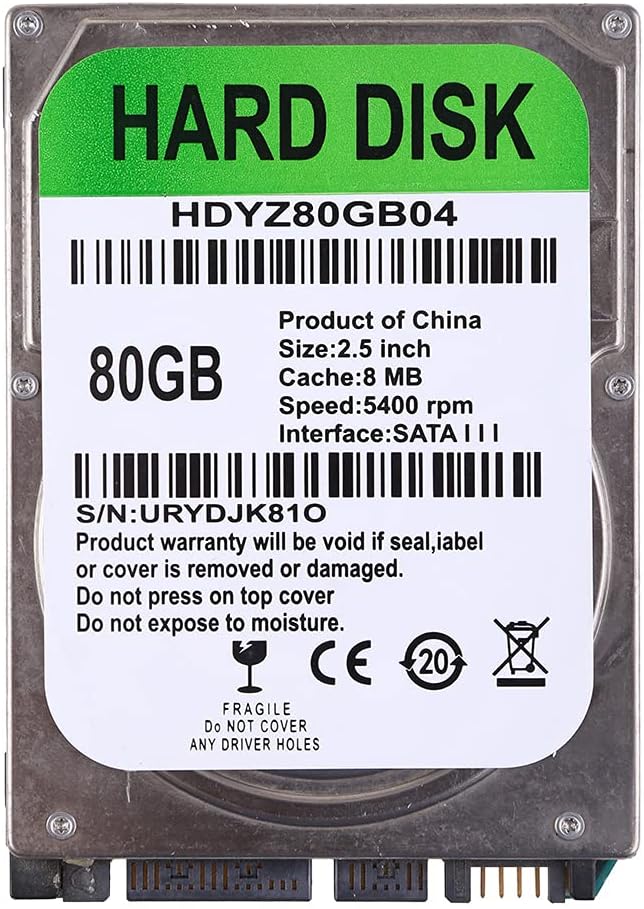 HARD DISK
HDYZ80GB04
80GB
Product of China
Size:2.5 inch
Cache:8 MB
Speed:5400 rpm
Interface:SATA I I I
S/N:URYDJK81O
Product warranty will be void if seal,iabel
or cover is removed or damaged.
Do not press on top cover
Do not expose to moisture.
CE
20
FRAGILE
Do NOT COVER
ANY DRIVER HOLES